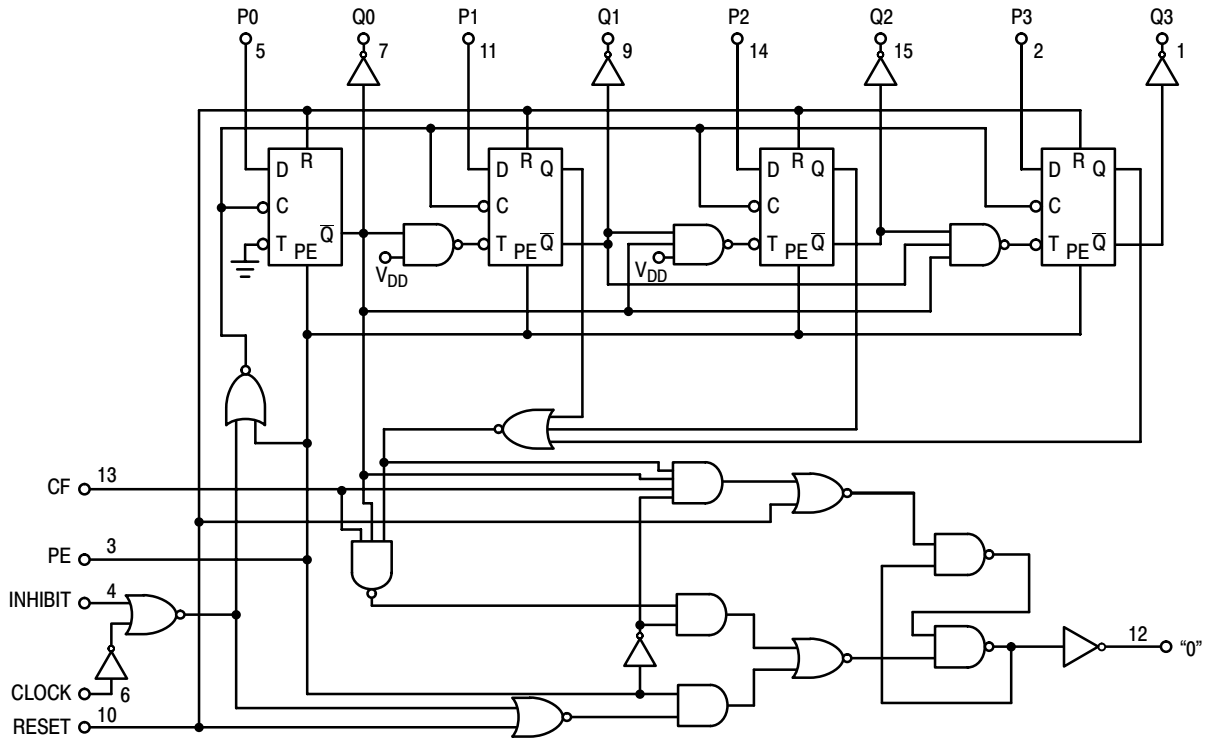 P0 Q0 P1 Q1 P2 Q2 P3 Q3
5 7 11 9 14 15 2 1
R R Q R Q R Q
D D D D
C C C C
T PE Q̅ T PE Q̅ T PE Q̅ T PE Q̅
VDD VDD
CF 13
PE 3
INHIBIT 4
12 “0”
CLOCK 6
RESET 10